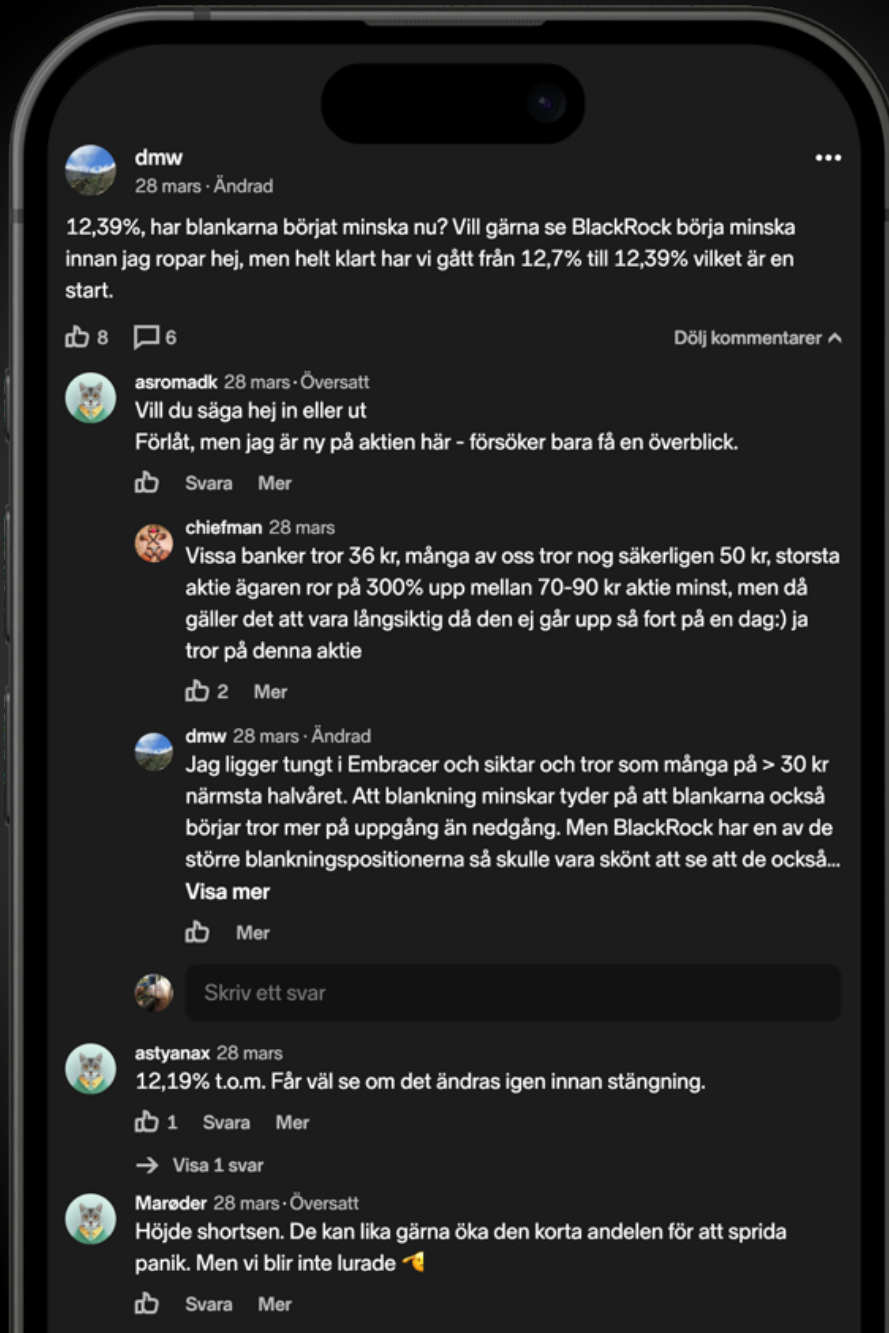 dmw
28 mars · Ändrad
12,39%, har blankarna börjat minska nu? Vill gärna se BlackRock börja minska
innan jag ropar hej, men helt klart har vi gått från 12,7% till 12,39% vilket är en
start.
8 6 Dölj kommentarer
asromadk 28 mars · Översatt
Vill du säga hej in eller ut
Förlåt, men jag är ny på aktien här - försöker bara få en överblick.
Svara Mer
chiefman 28 mars
Vissa banker tror 36 kr, många av oss tror nog säkerligen 50 kr, storsta
aktie ägaren ror på 300% upp mellan 70-90 kr aktie minst, men då
gäller det att vara långsiktig då den ej går upp så fort på en dag:) ja
tror på denna aktie
2 Mer
dmw 28 mars · Ändrad
Jag ligger tungt i Embracer och siktar och tror som många på > 30 kr
närmsta halvåret. Att blankning minskar tyder på att blankarna också
börjar tror mer på uppgång än nedgång. Men BlackRock har en av de
större blankningspositionerna så skulle vara skönt att se att de också...
Visa mer
Mer
Skriv ett svar
astyanax 28 mars
12,19% t.o.m. Får väl se om det ändras igen innan stängning.
1 Svara Mer
Visa 1 svar
Marøder 28 mars · Översatt
Höjde shortsen. De kan lika gärna öka den korta andelen för att sprida
panik. Men vi blir inte lurade
Svara Mer